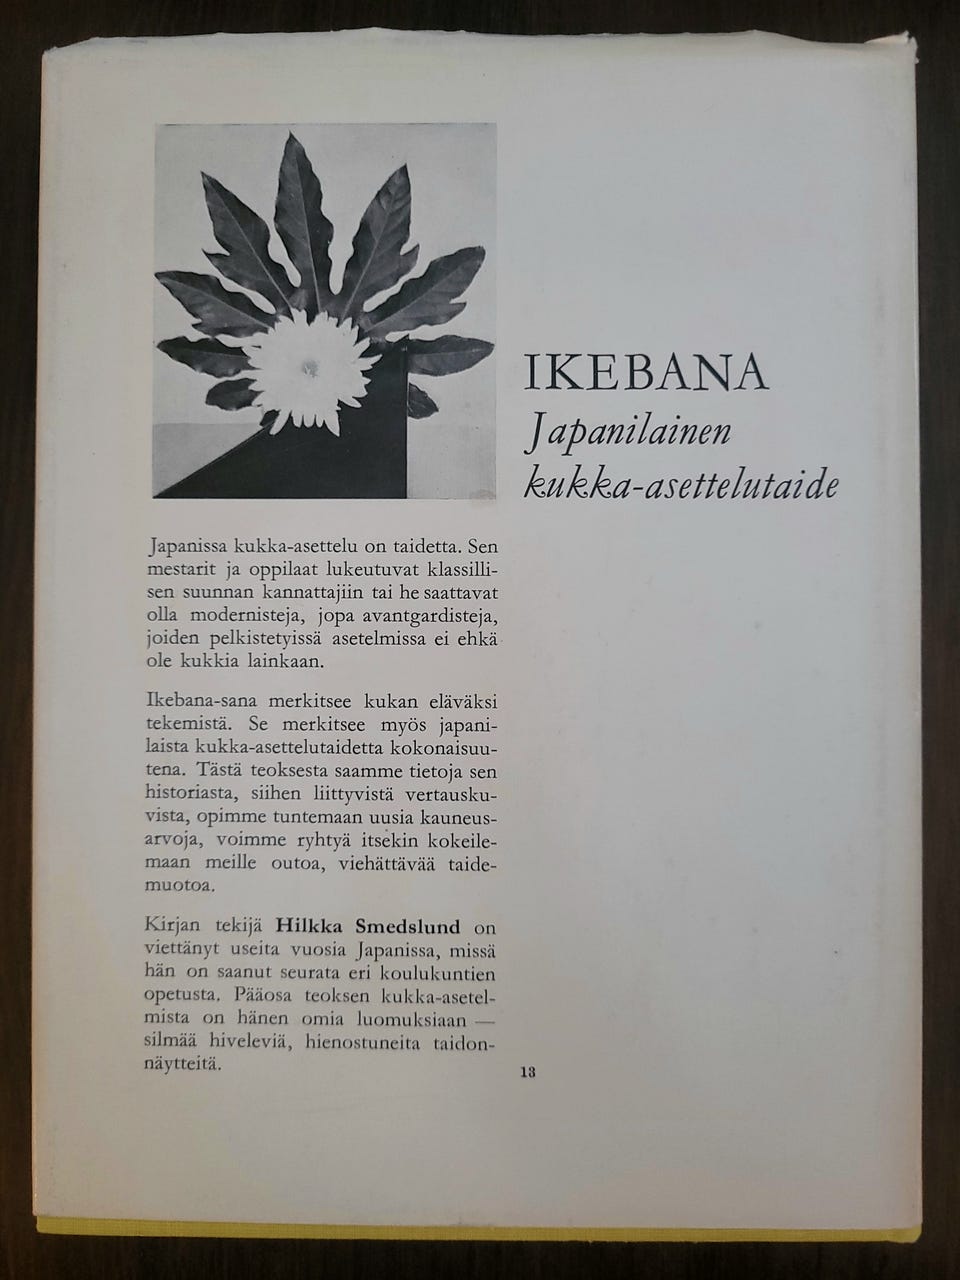 IKEBANA
Japanilainen
kukka-asettelutaide
Japanissa kukka-asettelu on taidetta. Sen
mestarit ja oppilaat lukeutuvat klassilli-
sen suunnan kannattajiin tai he saattavat
olla modernisteja, jopa avantgardisteja,
joiden pelkistetyissä asetelmissa ei ehkä
ole kukkia lainkaan.
Ikebana-sana merkitsee kukan eläväksi
tekemistä. Se merkitsee myös japani-
laista kukka-asettelutaidetta kokonaisuu-
tena. Tästä teoksesta saamme tietoja sen
historiasta, siihen liittyvistä vertausku-
vista, opimme tuntemaan uusia kauneus-
arvoja, voimme ryhtyä itsekin kokeile-
maan meille outoa, viehättävää taide-
muotoa.
Kirjan tekijä Hilkka Smedslund on
viettänyt useita vuosia Japanissa, missä
hän on saanut seurata eri koulukuntien
opetusta. Pääosa teoksen kukka-asetel-
mista on hänen omia luomuksiaan —
silmää hiveleviä, hienostuneita taidon-
näytteitä.
13